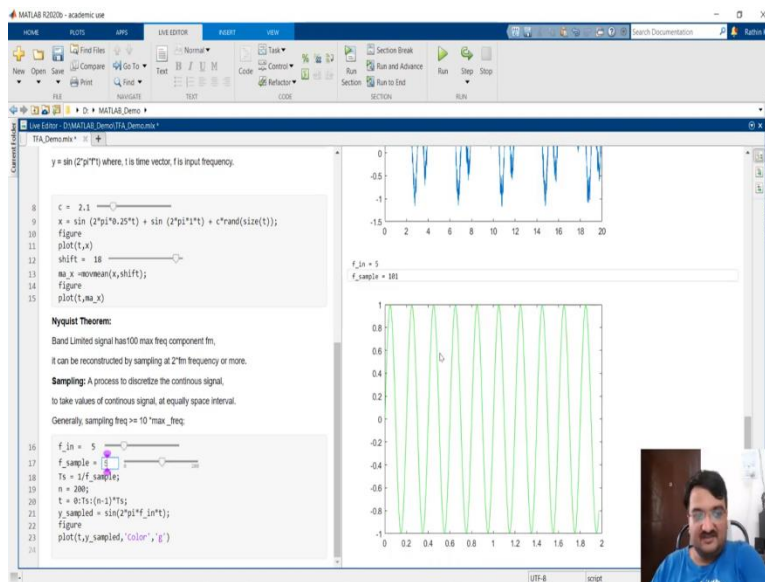 MATLAB R2020b - academic use
HOME PLOTS APPS LIVE EDITOR INSERT VIEW
Search Documentation
Rathin
New Open Save
Find Files
Compare
Print
Go To
Find
Text
Normal
B I U M
Code
Task
Control
Refactor
Run Section
Section Break
Run and Advance
Run to End
Run Step Stop
FILE NAVIGATE TEXT CODE SECTION RUN
D: MATLAB_Demo
Current Folder
Live Editor - D:\MATLAB_Demo\TFA_Demo.mlx *
TFA_Demo.mlx *
y = sin (2*pi*f*t) where, t is time vector, f is input frequency.
8 c = 2.1
9 x = sin (2*pi*0.25*t) + sin (2*pi*1*t) + c*rand(size(t));
10 figure
11 plot(t,x)
12 shift = 18
13 ma_x =movmean(x,shift);
14 figure
15 plot(t,ma_x)
Nyquist Theorem:
Band Limited signal has100 max freq component fm,
it can be reconstructed by sampling at 2*fm frequency or more.
Sampling: A process to discretize the continous signal,
to take values of continous signal, at equally space interval.
Generally, sampling freq >= 10 *max _freq;
16 f_in = 5
17 f_sample =
18 Ts = 1/f_sample;
19 n = 200;
20 t = 0:Ts:(n-1)*Ts;
21 y_sampled = sin(2*pi*f_in*t);
22 figure
23 plot(t,y_sampled,'Color','g')
24
0
-0.5
-1
-1.5
0 2 4 6 8 10 12 14 16 18 20
f_in = 5
f_sample = 101
1
0.8
0.6
0.4
0.2
0
-0.2
-0.4
-0.6
-0.8
-1
0 0.2 0.4 0.6 0.8 1 1.2 1.4 1.6 1.8 2
UTF-8 script